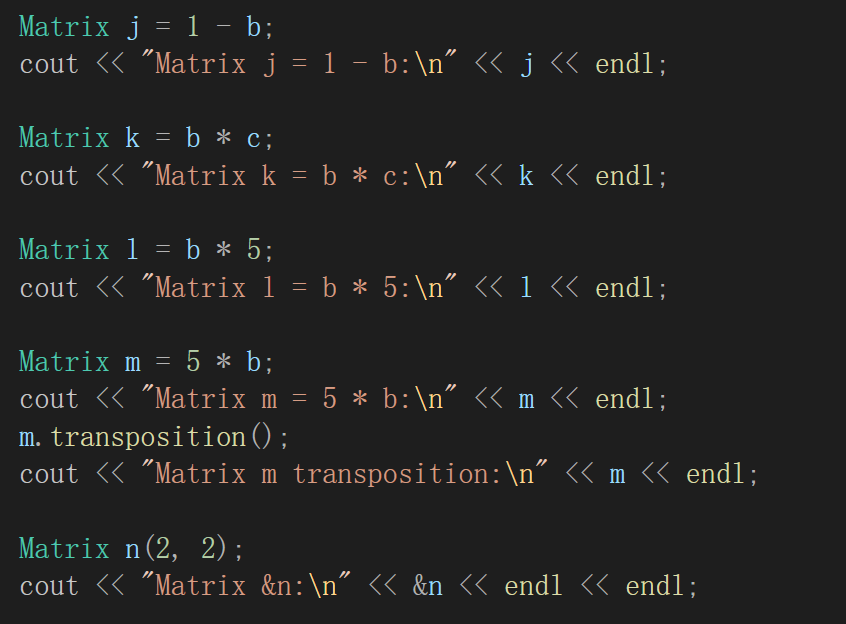 Matrix j = 1 - b;
cout << "Matrix j = 1 - b:\n" << j << endl;
Matrix k = b * c;
cout << "Matrix k = b * c:\n" << k << endl;
Matrix l = b * 5;
cout << "Matrix l = b * 5:\n" << l << endl;
Matrix m = 5 * b;
cout << "Matrix m = 5 * b:\n" << m << endl;
m.transposition();
cout << "Matrix m transposition:\n" << m << endl;
Matrix n(2, 2);
cout << "Matrix &n:\n" << &n << endl << endl;